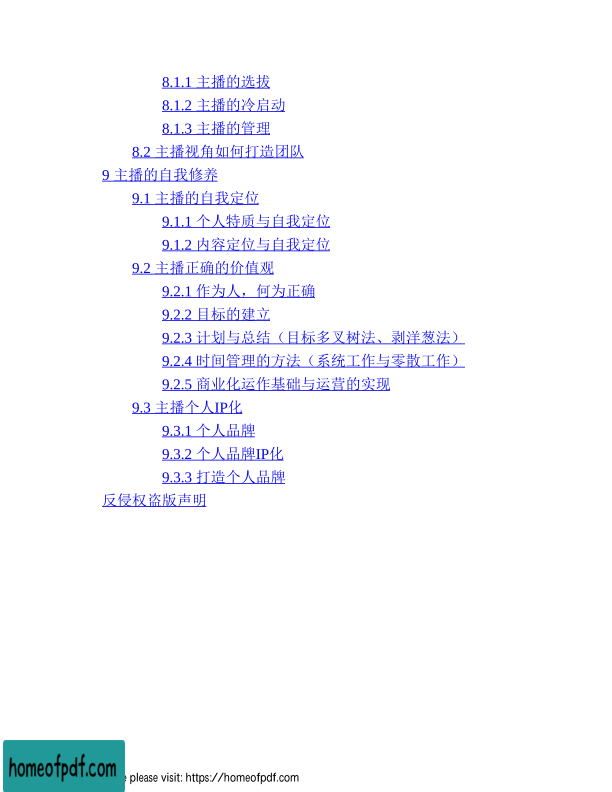 8.1.1 主播的选拔
8.1.2 主播的冷启动
8.1.3 主播的管理
8.2 主播视角如何打造团队
9 主播的自我修养
9.1 主播的自我定位
9.1.1 个人特质与自我定位
9.1.2 内容定位与自我定位
9.2 主播正确的价值观
9.2.1 作为人，何为正确
9.2.2 目标的建立
9.2.3 计划与总结（目标多叉树法、剥洋葱法）
9.2.4 时间管理的方法（系统工作与零散工作）
9.2.5 商业化运作基础与运营的实现
9.3 主播个人IP化
9.3.1 个人品牌
9.3.2 个人品牌IP化
9.3.3 打造个人品牌
反侵权盗版声明
homeofpdf.com
please visit: https://homeofpdf.com